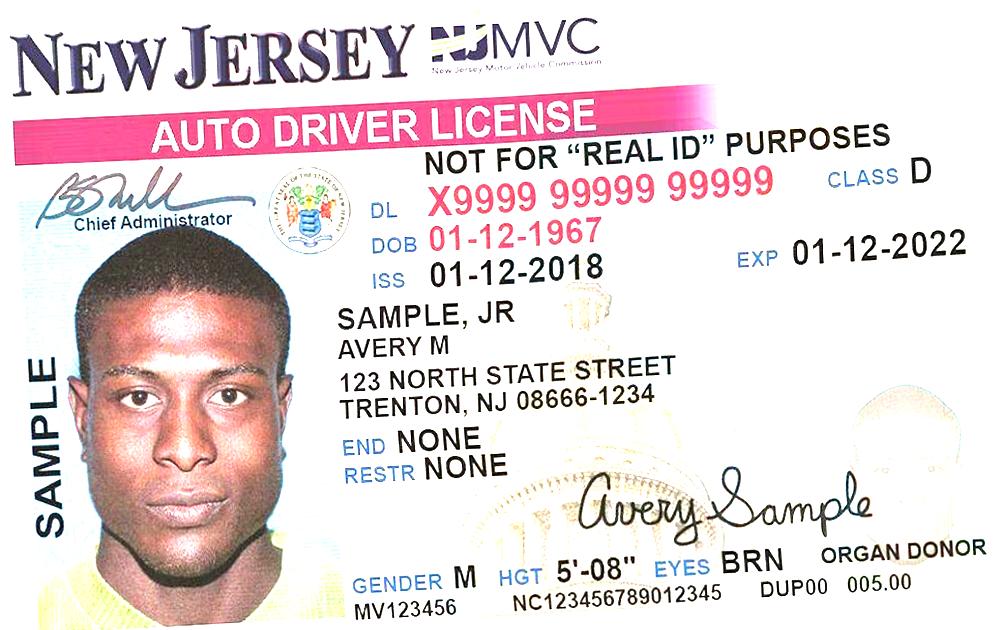 NEW JERSEY NJMVC
New Jersey Motor Vehicle Commission
AUTO DRIVER LICENSE
NOT FOR “REAL ID” PURPOSES
Chief Administrator
DL X9999 99999 99999 CLASS D
DOB 01-12-1967
ISS 01-12-2018 EXP 01-12-2022
SAMPLE, JR
AVERY M
123 NORTH STATE STREET
TRENTON, NJ 08666-1234
END NONE
RESTR NONE
SAMPLE
Avery Sample
GENDER M HGT 5'-08" EYES BRN ORGAN DONOR
MV123456 NC123456789012345 DUP00 005.00